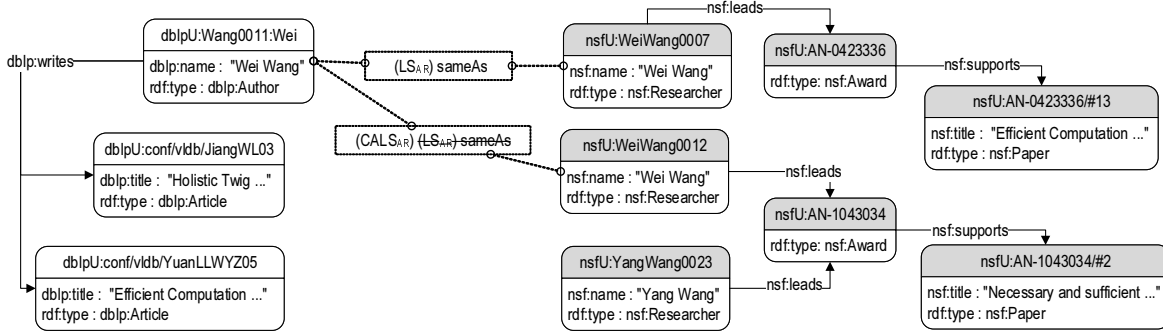 dblp:writes
dblpU:Wang0011:Wei
dblp:name : "Wei Wang"
rdf:type : dblp:Author
dblpU:conf/vldb/JiangWL03
dblp:title : "Holistic Twig ..."
rdf:type : dblp:Article
dblpU:conf/vldb/YuanLLWYZ05
dblp:title : "Efficient Computation ..."
rdf:type : dblp:Article
(LSAR) sameAs
(CALSAR) (LSAR) sameAs
nsfU:WeiWang0007
nsf:name : "Wei Wang"
rdf:type : nsf:Researcher
nsfU:WeiWang0012
nsf:name : "Wei Wang"
rdf:type : nsf:Researcher
nsfU:YangWang0023
nsf:name : "Yang Wang"
rdf:type : nsf:Researcher
nsf:leads
nsfU:AN-0423336
rdf:type: nsf:Award
nsf:supports
nsfU:AN-0423336/#13
nsf:title : "Efficient Computation ..."
rdf:type : nsf:Paper
nsf:leads
nsfU:AN-1043034
rdf:type: nsf:Award
nsf:leads
nsf:supports
nsfU:AN-1043034/#2
nsf:title : "Necessary and sufficient ..."
rdf:type : nsf:Paper